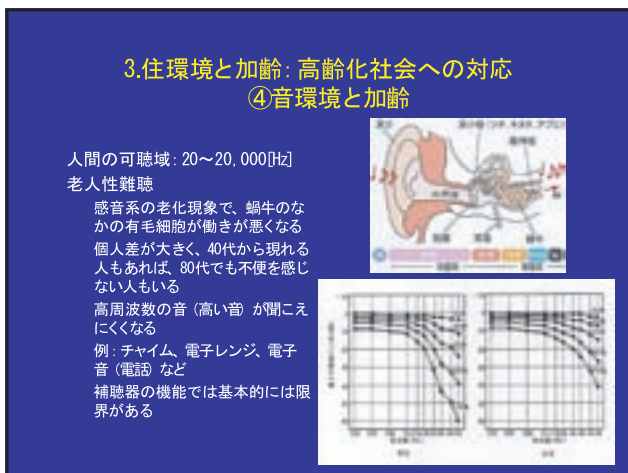 3.住環境と加齢：高齢化社会への対応
④音環境と加齢
人間の可聴域：20～20,000[Hz]
老人性難聴
感音系の老化現象で、蝸牛のな
かの有毛細胞が働きが悪くなる
個人差が大きく、40代から現れる
人もあれば、80代でも不便を感じ
ない人もいる
高周波数の音（高い音）が聞こえ
にくくなる
例：チャイム、電子レンジ、電子
音（電話）など
補聴器の機能では基本的には限
界がある